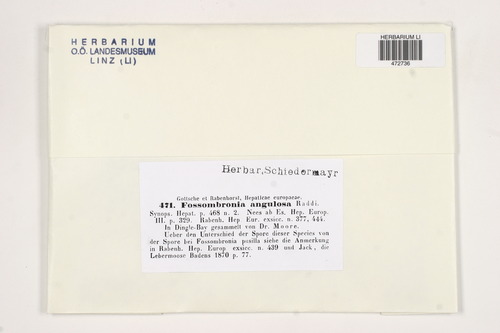 HERBARIUM
O.Ö. LANDESMUSEUM
LINZ (LI)
HERBARIUM LI
472736
Herbar, Schiedermayr
Gottsche et Rabenhorst, Hepaticae europaeae.
471. Fossombronia angulosa Raddi.
Synops. Hepat. p. 468 n. 2. Nees ab Es. Hep. Europ.
III. p. 329. Rabenh. Hep. Eur. exsicc. n. 377, 444.
In Dingle-Bay gesammelt von Dr. Moore.
Ueber den Unterschied der Spore dieser Species von
der Spore bei Fossombronia pusilla siehe die Anmerkung
in Rabenh. Hep. Europ. exsicc. n. 439 und Jack, die
Lebermoose Badens 1870 p. 77.